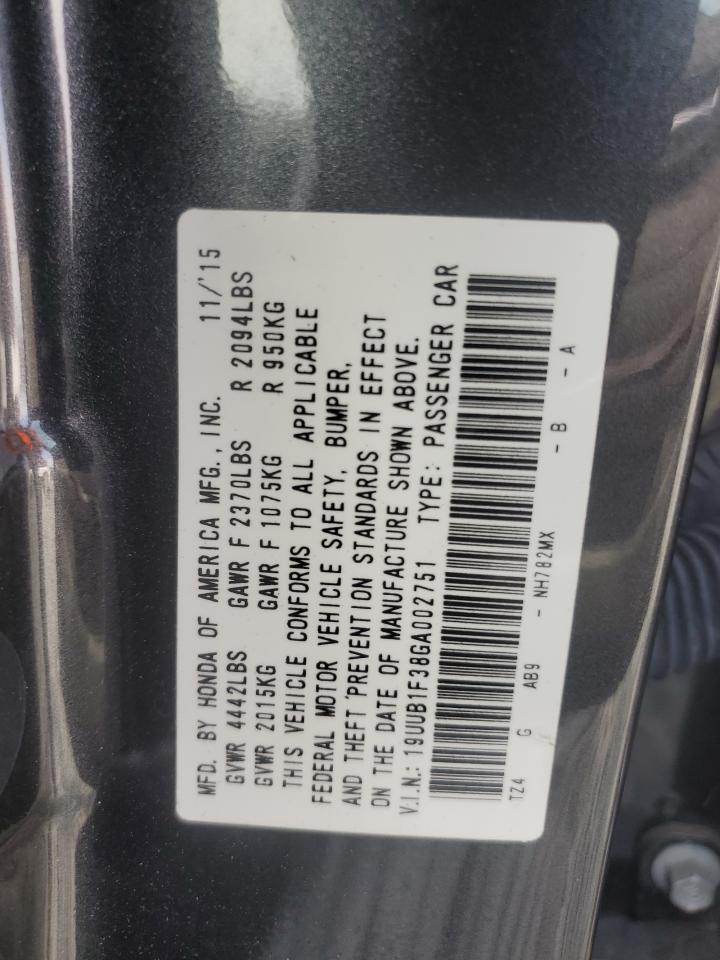 MFD. BY HONDA OF AMERICA MFG., INC. 11/'15
GVWR 4442LBS GAWR F 2370LBS R 2094LBS
GVWR 2015KG GAWR F 1075KG R 950KG
THIS VEHICLE CONFORMS TO ALL APPLICABLE
FEDERAL MOTOR VEHICLE SAFETY, BUMPER,
AND THEFT PREVENTION STANDARDS IN EFFECT
ON THE DATE OF MANUFACTURE SHOWN ABOVE.
V.I.N.: 19UUB1F38GA002751 TYPE: PASSENGER CAR
TZ4 G AB9 - NH782MX - B - A